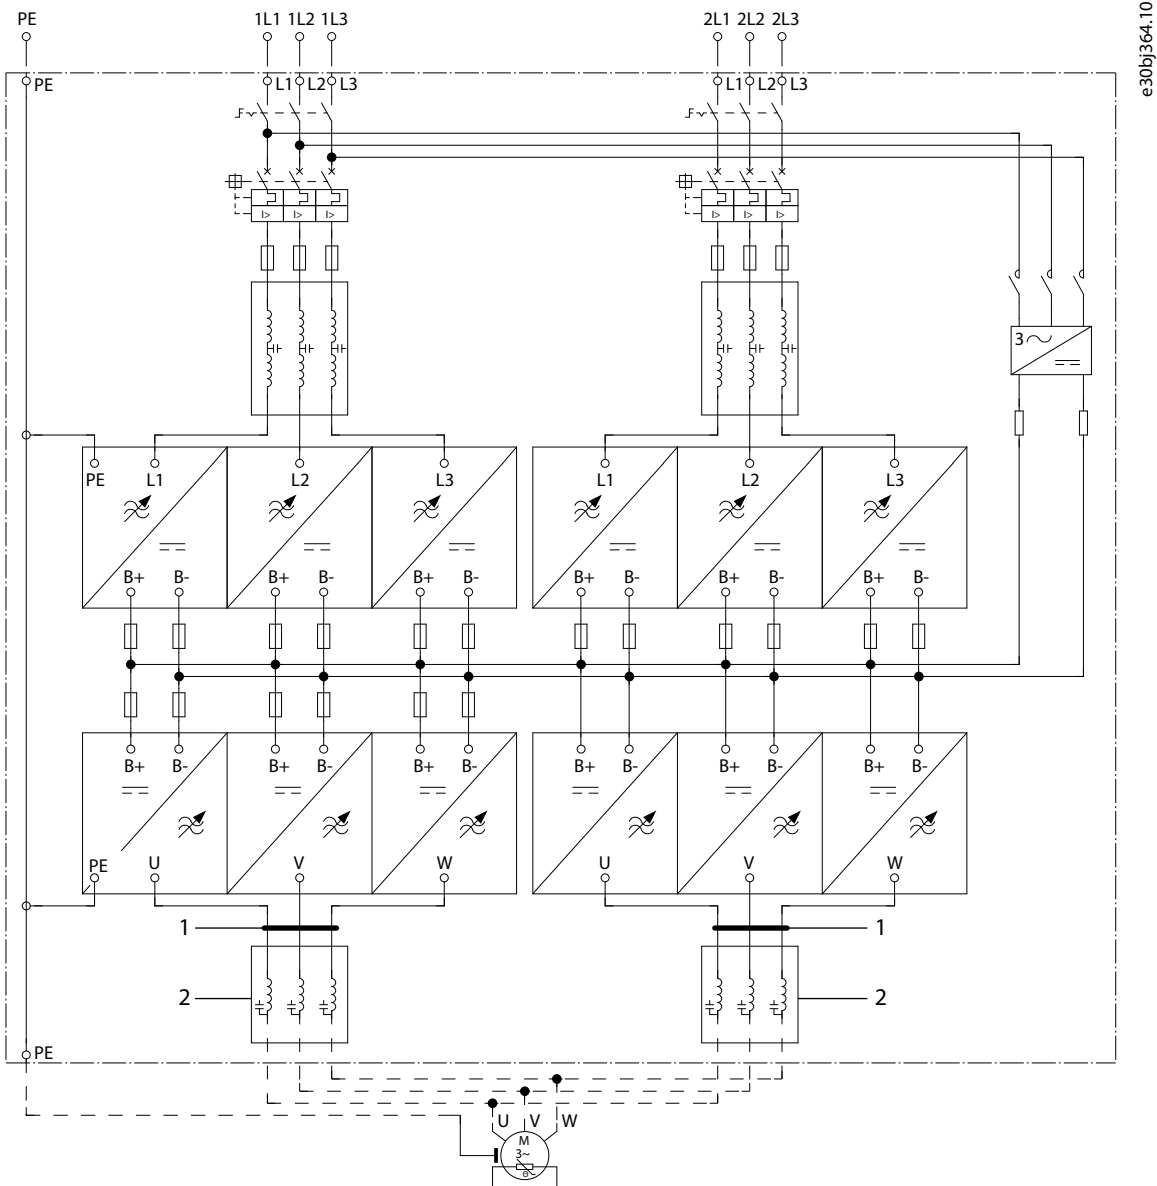 PE 1L1 1L2 1L3 2L1 2L2 2L3
e30bj364.10
PE L1 L2 L3 L1 L2 L3
I> I> I> I> I> I>
3
PE L1 L2 L3 L1 L2 L3
B+ B- B+ B- B+ B- B+ B- B+ B- B+ B-
B+ B- B+ B- B+ B- B+ B- B+ B- B+ B-
PE U V W U V W
1 1
2 2
PE
U V W
M
3~
θ